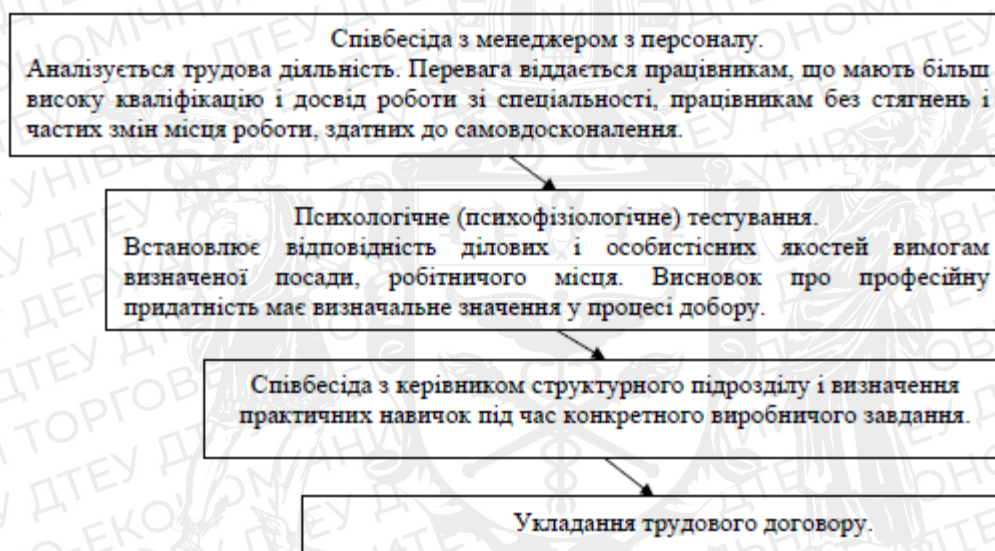 Співбесіда з менеджером з персоналу.
Аналізується трудова діяльність. Перевага віддається працівникам, що мають більш
високу кваліфікацію і досвід роботи зі спеціальності, працівникам без стягнень і
частих змін місця роботи, здатних до самовдосконалення.
Психологічне (психофізіологічне) тестування.
Встановлює відповідність ділових і особистісних якостей вимогам
визначеної посади, робітничого місця. Висновок про професійну
придатність має визначальне значення у процесі добору.
Співбесіда з керівником структурного підрозділу і визначення
практичних навичок під час конкретного виробничого завдання.
Укладання трудового договору.